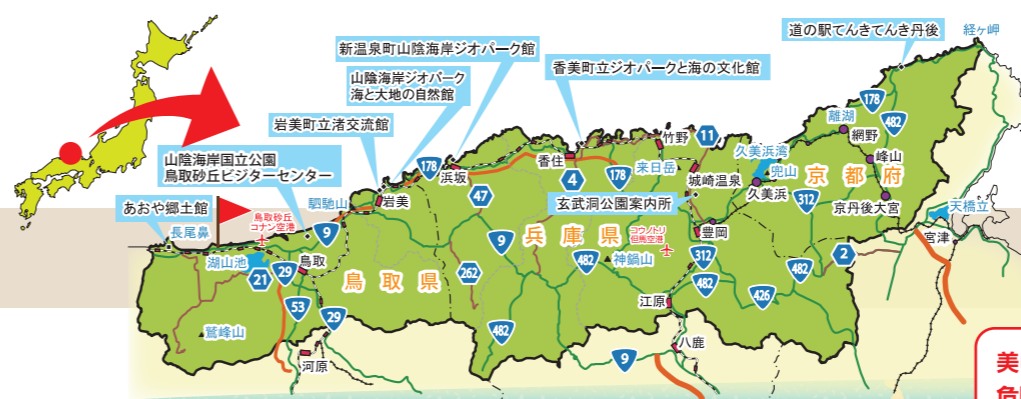 道の駅てんきてんき丹後
経ヶ岬
新温泉町山陰海岸ジオパーク館
香美町立ジオパークと海の文化館
山陰海岸ジオパーク
海と大地の自然館
岩美町立渚交流館
山陰海岸国立公園
鳥取砂丘ビジターセンター
あおや郷土館
178
離湖
482
網野
竹野
11
久美浜湾
178
浜坂
香住
来日岳
兜山
峰山
4
178
城崎温泉
京都府
47
岩美
久美浜
312
京丹後大宮
玄武洞公園案内所
天橋立
駟馳山
鳥取砂丘
コナン空港
長尾鼻
9
9
兵庫県
コウノトリ
但馬空港
豊岡
宮津
湖山池
鳥取
482
神鍋山
312
2
21
29
鳥取県
262
482
482
426
53
29
江原
鷲峰山
482
八鹿
河原
9
美